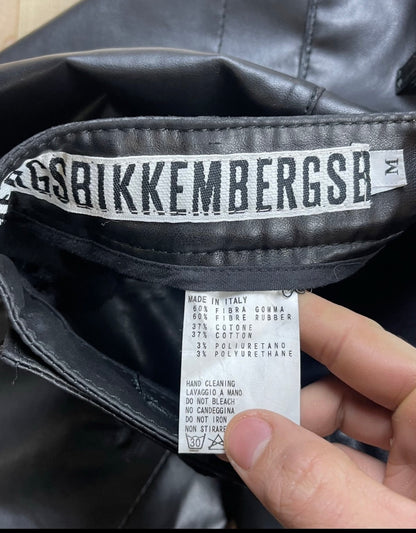 RGSBIKKEMBERGSB
M
MADE IN ITALY
60% FIBRA GOMMA
60% FIBRE RUBBER
37% COTONE
37% COTTON
3% POLIURETANO
3% POLYURETHANE
HAND CLEANING
LAVAGGIO A MANO
DO NOT BLEACH
NO CANDEGGINA
DO NOT IRON
NON STIRARE
30